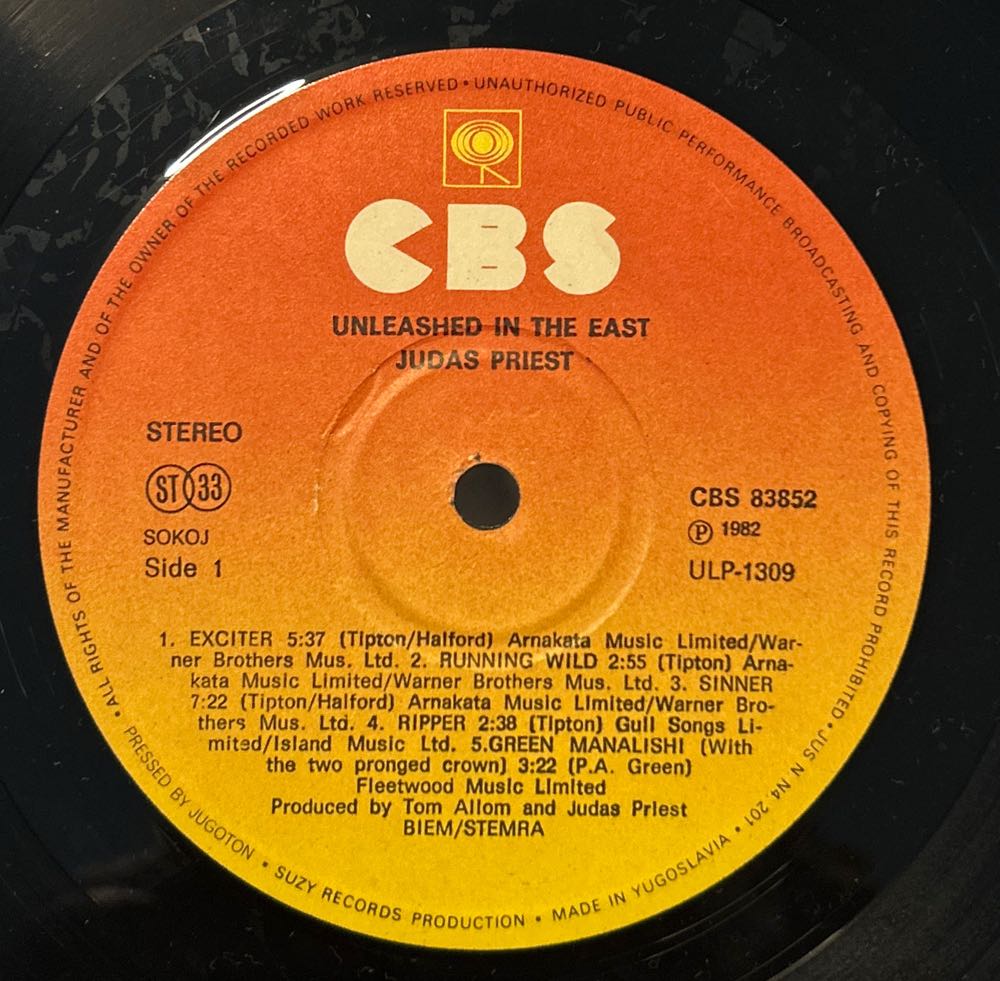 • ALL RIGHTS OF THE MANUFACTURER AND OF THE OWNER OF THE RECORDED WORK RESERVED • UNAUTHORIZED PUBLIC PERFORMANCE BROADCASTING AND COPYING OF THIS RECORD PROHIBITED • JUS N N4. 201 •
CBS
UNLEASHED IN THE EAST
JUDAS PRIEST
STEREO
ST 33
SOKOJ
Side 1
CBS 83852
Ⓟ 1982
ULP-1309
1. EXCITER 5:37 (Tipton/Halford) Arnakata Music Limited/War-
ner Brothers Mus. Ltd. 2. RUNNING WILD 2:55 (Tipton) Arna-
kata Music Limited/Warner Brothers Mus. Ltd. 3. SINNER
7:22 (Tipton/Halford) Arnakata Music Limited/Warner Bro-
thers Mus. Ltd. 4. RIPPER 2:38 (Tipton) Gull Songs Li-
mited/Island Music Ltd. 5.GREEN MANALISHI (With
the two pronged crown) 3:22 (P.A. Green)
Fleetwood Music Limited
Produced by Tom Allom and Judas Priest
BIEM/STEMRA
PRESSED BY JUGOTON • SUZY RECORDS PRODUCTION • MADE IN YUGOSLAVIA